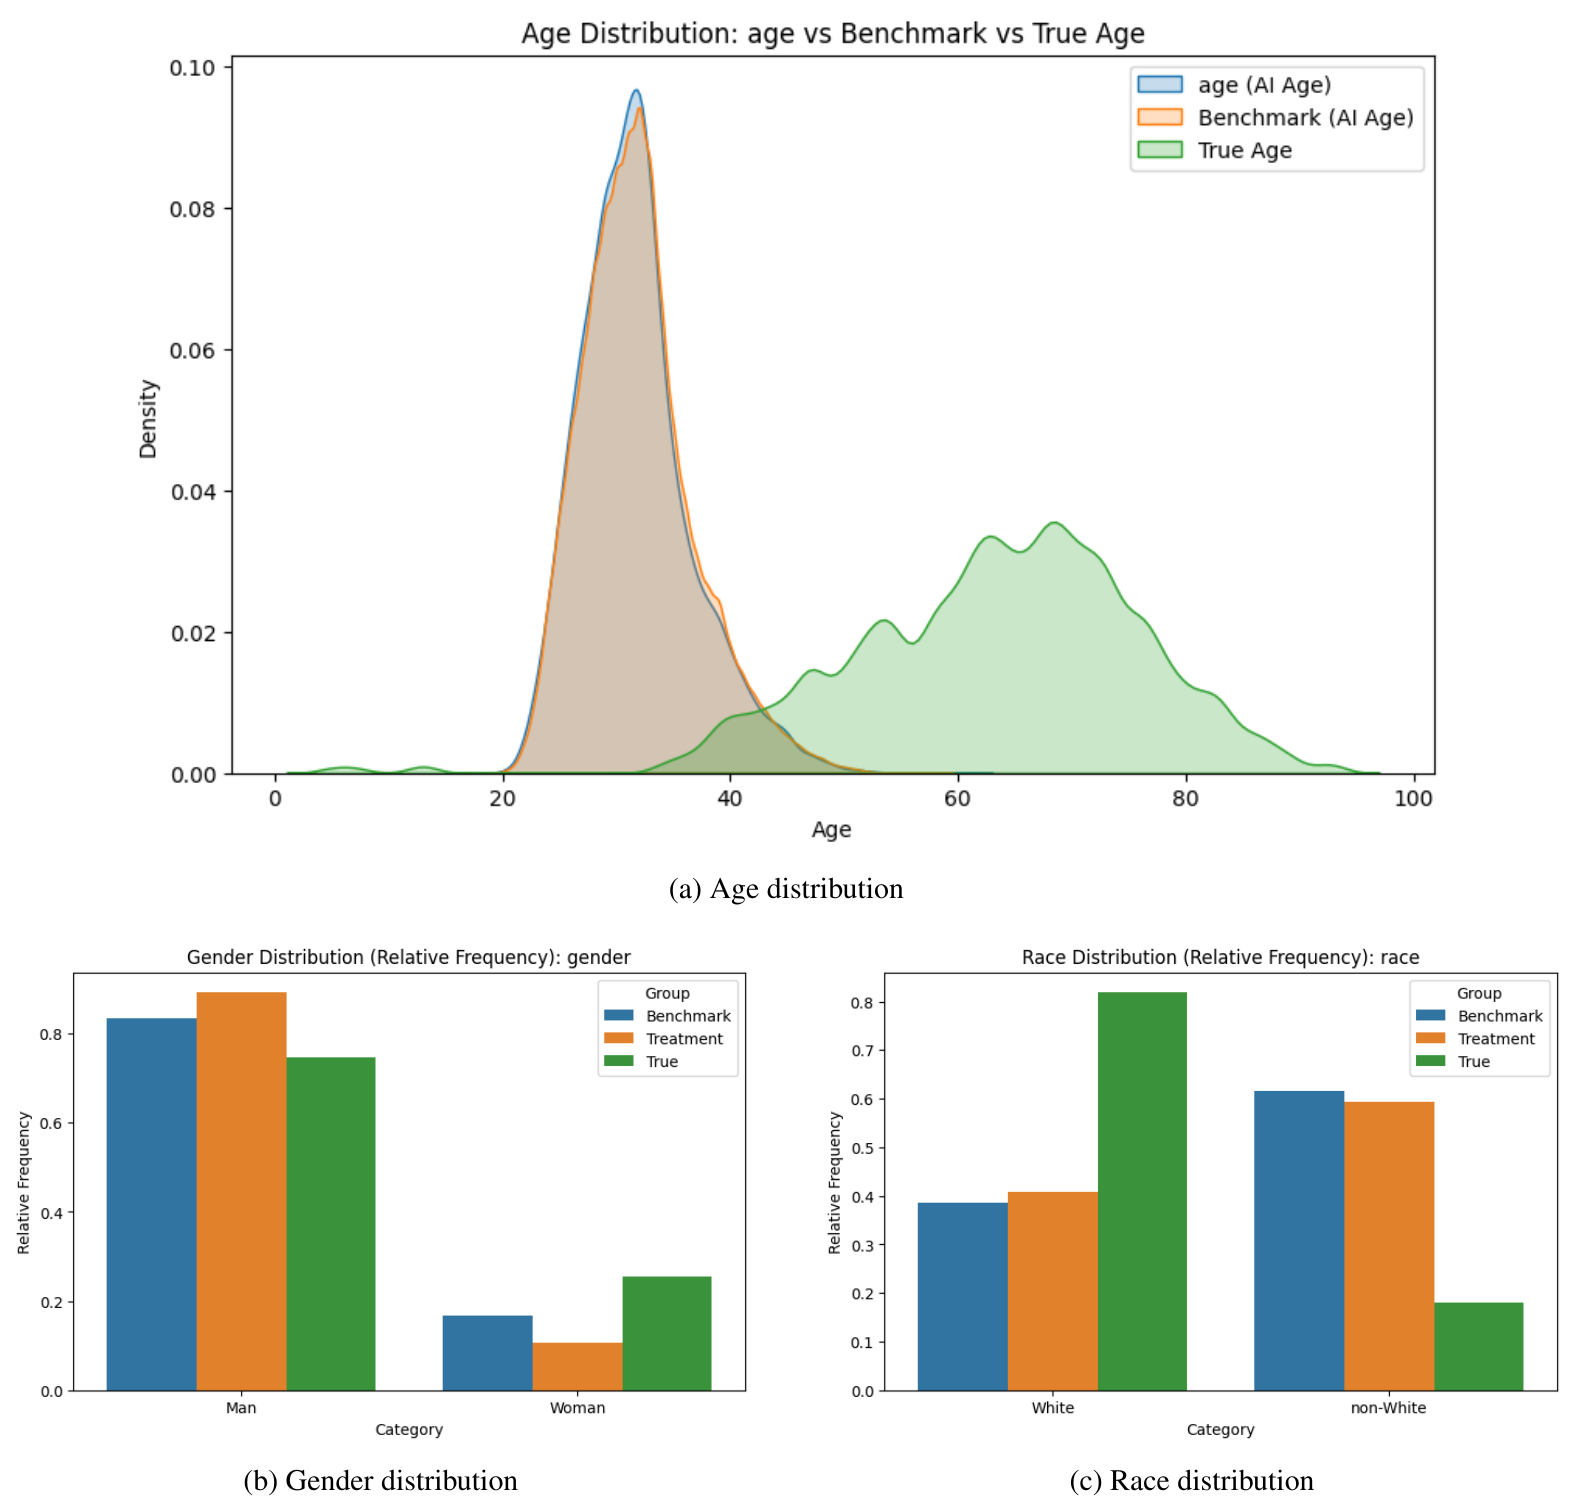 Age Distribution: age vs Benchmark vs True Age
0.10
0.08
0.06
0.04
0.02
0.00
Density
age (AI Age)
Benchmark (AI Age)
True Age
0 20 40 60 80 100
Age
(a) Age distribution
Gender Distribution (Relative Frequency): gender
Group
Benchmark
Treatment
True
0.8
0.6
0.4
0.2
0.0
Relative Frequency
Man Woman
Category
(b) Gender distribution
Race Distribution (Relative Frequency): race
Group
Benchmark
Treatment
True
0.8
0.7
0.6
0.5
0.4
0.3
0.2
0.1
0.0
Relative Frequency
White non-White
Category
(c) Race distribution